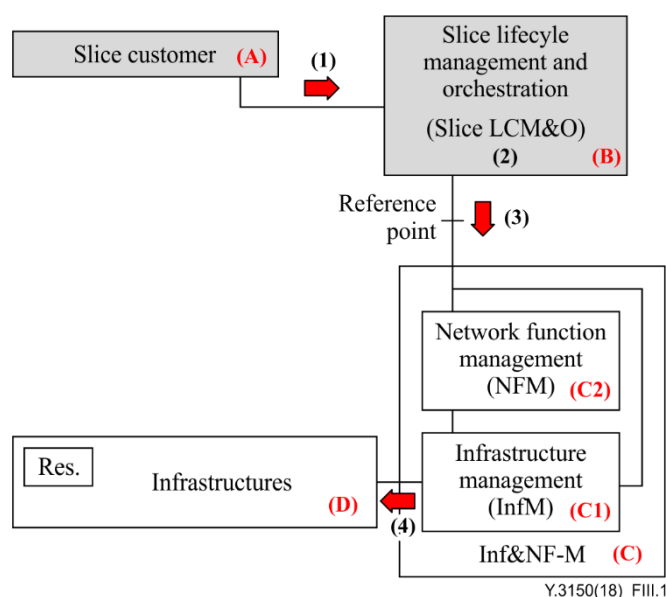 Slice customer (A)
(1)
Slice lifecyle
management and
orchestration
(Slice LCM&O)
(2)
(B)
Reference
point
(3)
Network function
management
(NFM) (C2)
Infrastructure
management
(InfM) (C1)
Res.
Infrastructures
(D)
(4)
Inf&NF-M (C)
Y.3150(18)_FIII.1